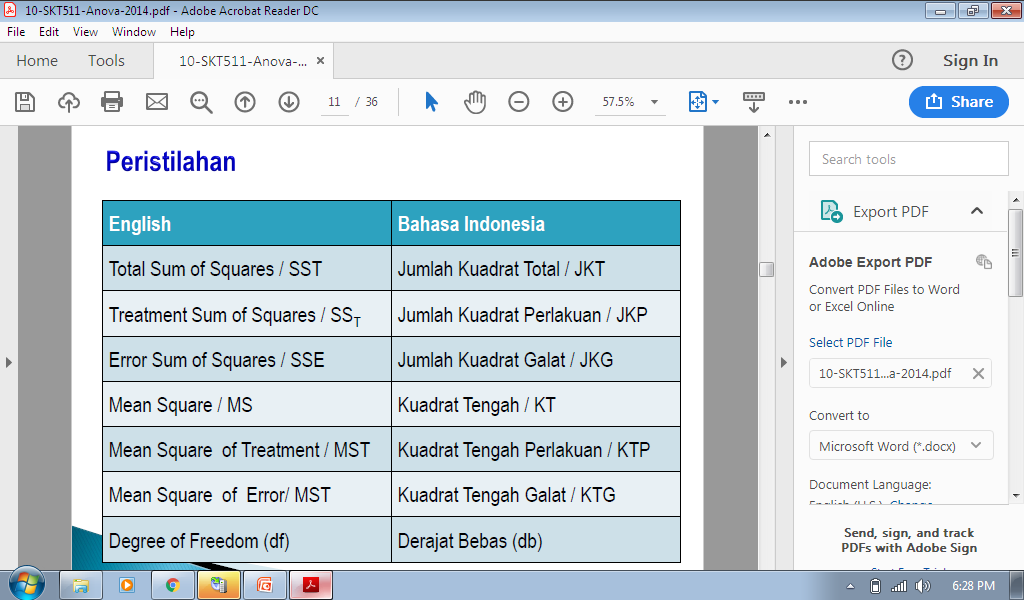 10-SKT511-Anova-2014.pdf - Adobe Acrobat Reader DC
File Edit View Window Help
Home Tools 10-SKT511-Anova-... × ? Sign In
11 / 36 57.5% Share
Peristilahan
English Bahasa Indonesia
Total Sum of Squares / SST Jumlah Kuadrat Total / JKT
Treatment Sum of Squares / SST Jumlah Kuadrat Perlakuan / JKP
Error Sum of Squares / SSE Jumlah Kuadrat Galat / JKG
Mean Square / MS Kuadrat Tengah / KT
Mean Square of Treatment / MST Kuadrat Tengah Perlakuan / KTP
Mean Square of Error/ MST Kuadrat Tengah Galat / KTG
Degree of Freedom (df) Derajat Bebas (db)
Search tools
Export PDF
Adobe Export PDF
Convert PDF Files to Word
or Excel Online
Select PDF File
10-SKT511...a-2014.pdf
Convert to
Microsoft Word (*.docx)
Document Language:
English (U.S.) Change
Send, sign, and track
PDFs with Adobe Sign
Start Free Trial
6:28 PM